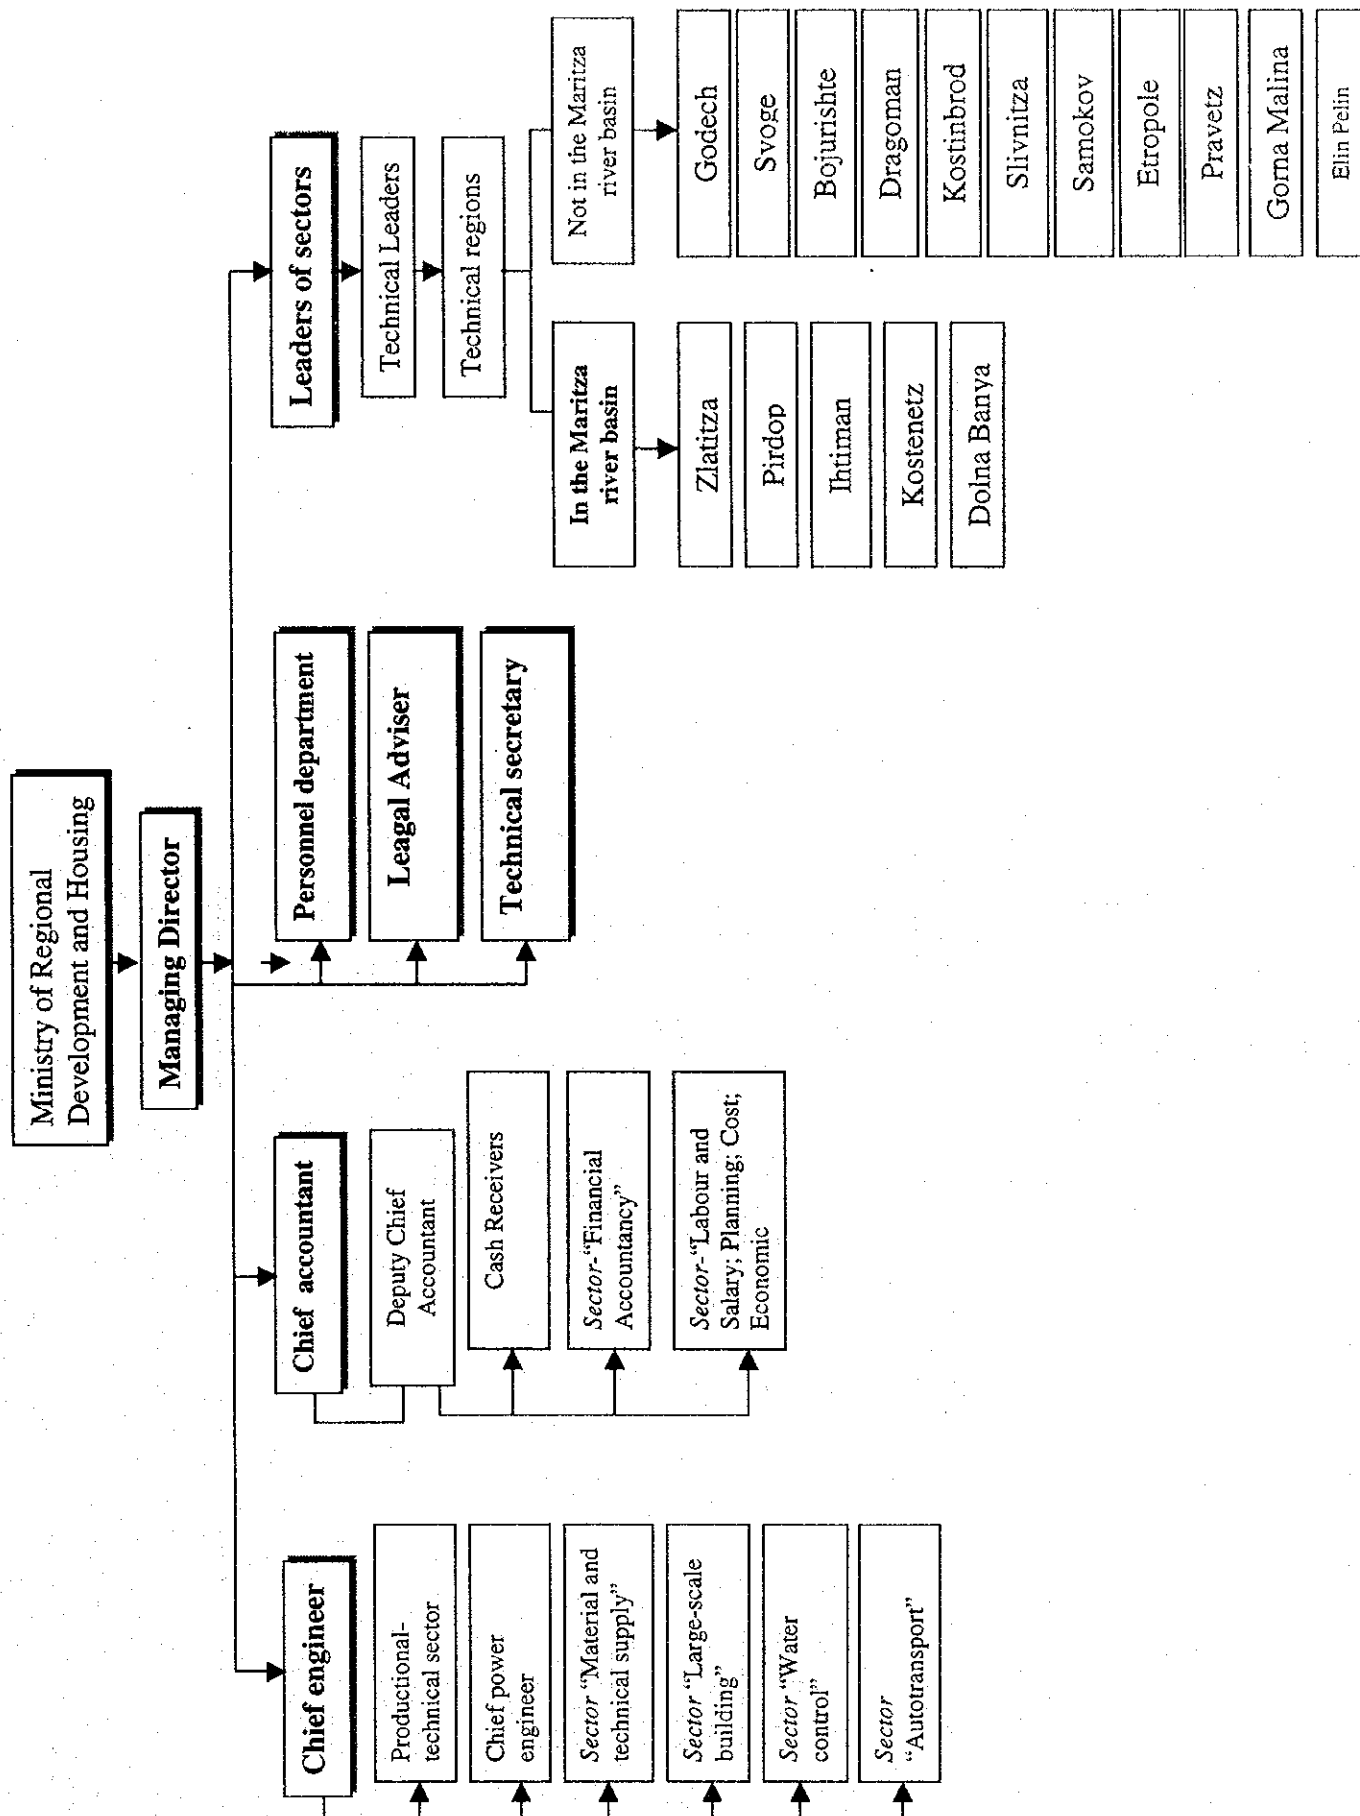 Ministry of Regional
Development and Housing
Managing Director
Chief engineer
Productional-
technical sector
Chief power
engineer
Sector "Material and
technical supply"
Sector "Large-scale
building"
Sector "Water
control"
Sector
"Autotransport"
Chief accountant
Deputy Chief
Accountant
Cash Receivers
Sector-"Financial
Accountancy"
Sector-"Labour and
Salary; Planning; Cost;
Economic
Personnel department
Leagal Adviser
Technical secretary
Leaders of sectors
Technical Leaders
Technical regions
In the Maritza
river basin
Zlatitza
Pirdop
Ihtiman
Kostenetz
Dolna Banya
Not in the Maritza
river basin
Godech
Svoge
Bojurishte
Dragoman
Kostinbrod
Slivnitza
Samokov
Etropole
Pravetz
Gorna Malina
Elin Pelin